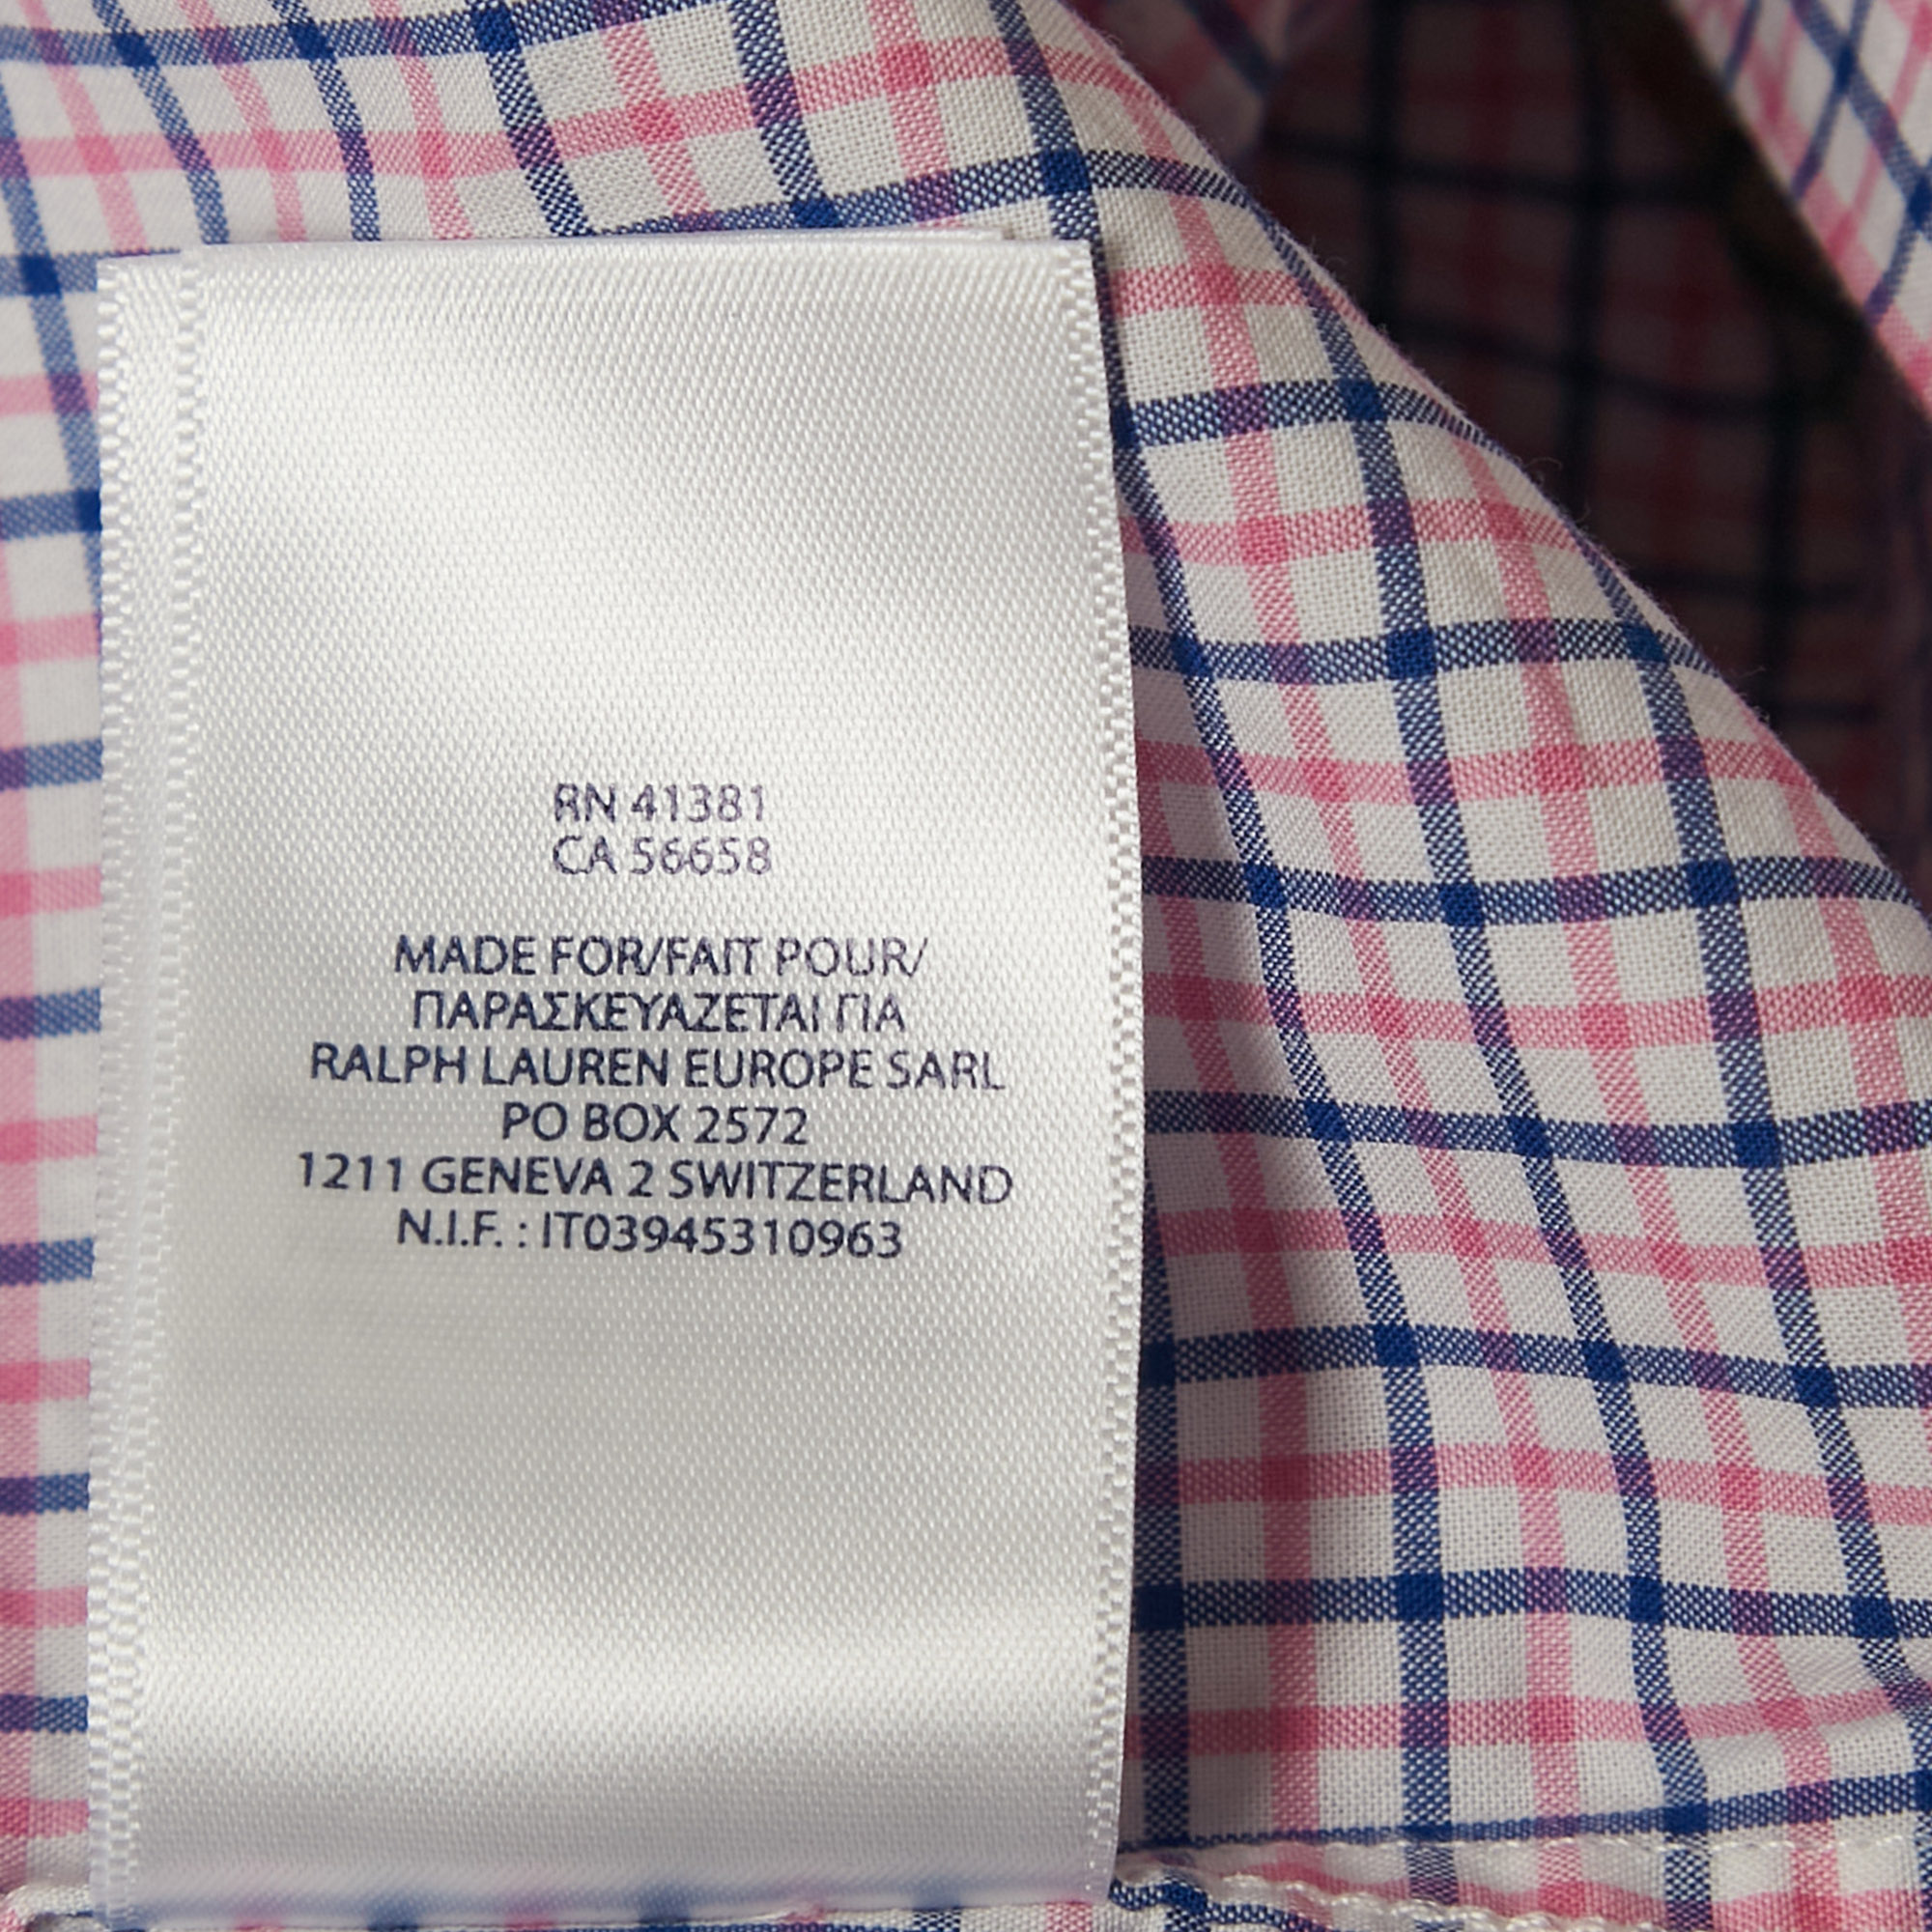 RN 41381
CA 56658
MADE FOR/FAIT POUR/
ΠΑΡΑΣΚΕΥΑΖΕΤΑΙ ΓΙΑ
RALPH LAUREN EUROPE SARL
PO BOX 2572
1211 GENEVA 2 SWITZERLAND
N.I.F. : IT03945310963